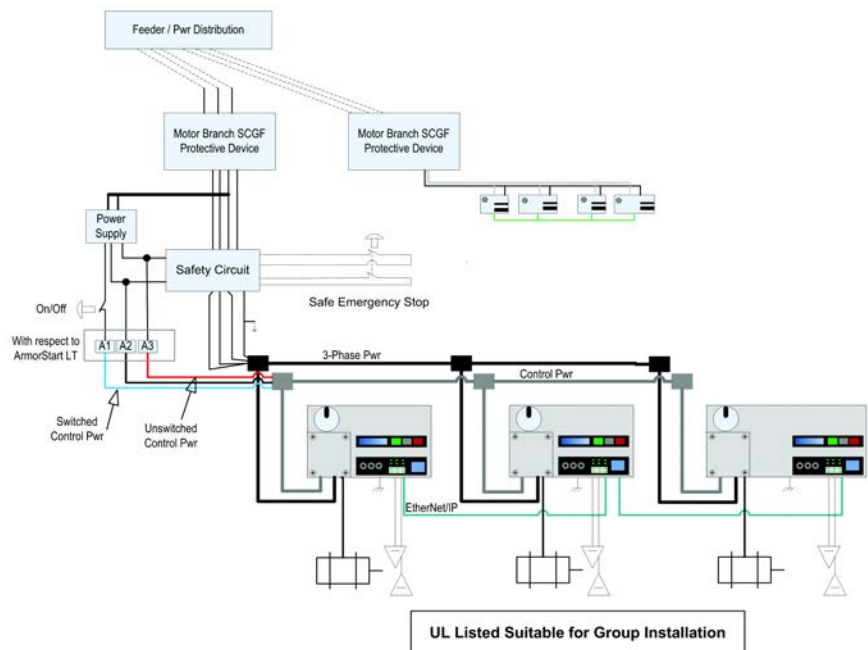 Feeder / Pwr Distribution
Motor Branch SCGF
Protective Device
Motor Branch SCGF
Protective Device
Power
Supply
Safety Circuit
Safe Emergency Stop
On/Off
With respect to
ArmorStart LT
A1 A2 A3
3-Phase Pwr
Control Pwr
Switched
Control Pwr
Unswitched
Control Pwr
EtherNet/IP
UL Listed Suitable for Group Installation